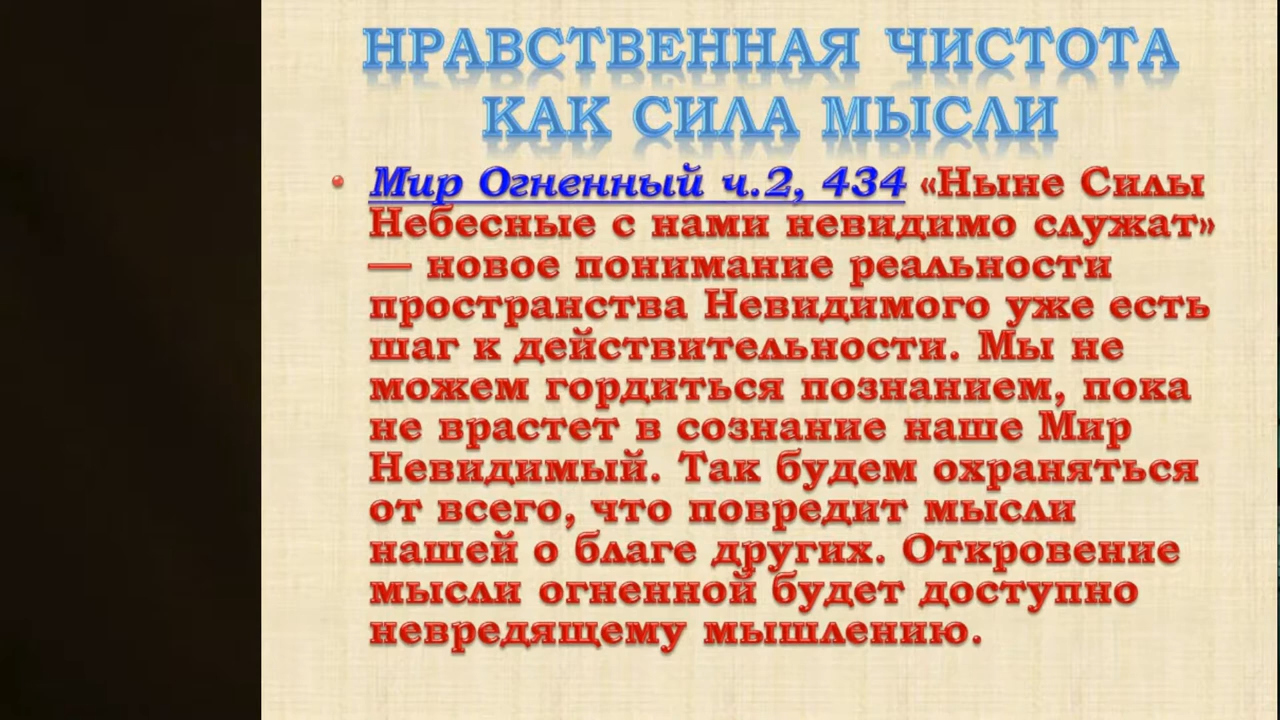 НРАВСТВЕННАЯ ЧИСТОТА
КАК СИЛА МЫСЛИ
• Мир Огненный ч.2, 434 «Ныне Силы
Небесные с нами невидимо служат»
— новое понимание реальности
пространства Невидимого уже есть
шаг к действительности. Мы не
можем гордиться познанием, пока
не врастет в сознание наше Мир
Невидимый. Так будем охраняться
от всего, что повредит мысли
нашей о благе других. Откровение
мысли огненной будет доступно
невредящему мышлению.